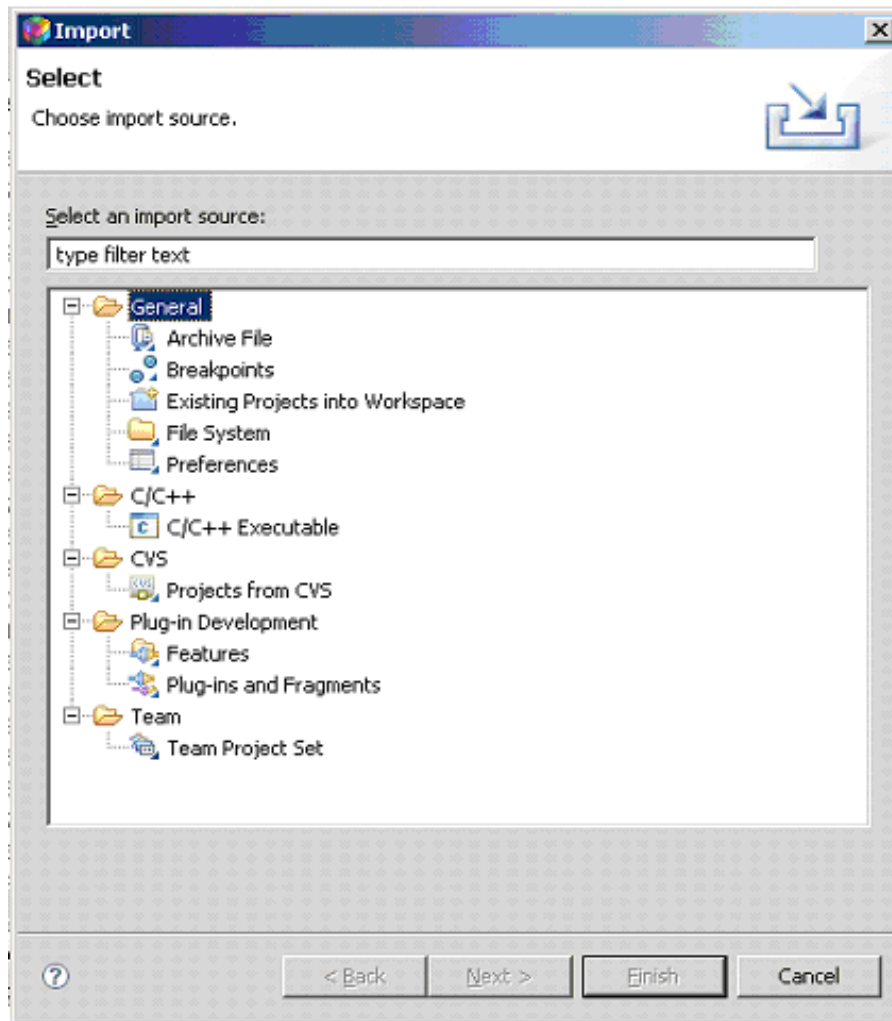 Import
Select
Choose import source.
Select an import source:
type filter text
General
Archive File
Breakpoints
Existing Projects into Workspace
File System
Preferences
C/C++
C/C++ Executable
CVS
Projects from CVS
Plug-in Development
Features
Plug-ins and Fragments
Team
Team Project Set
< Back Next > Finish Cancel